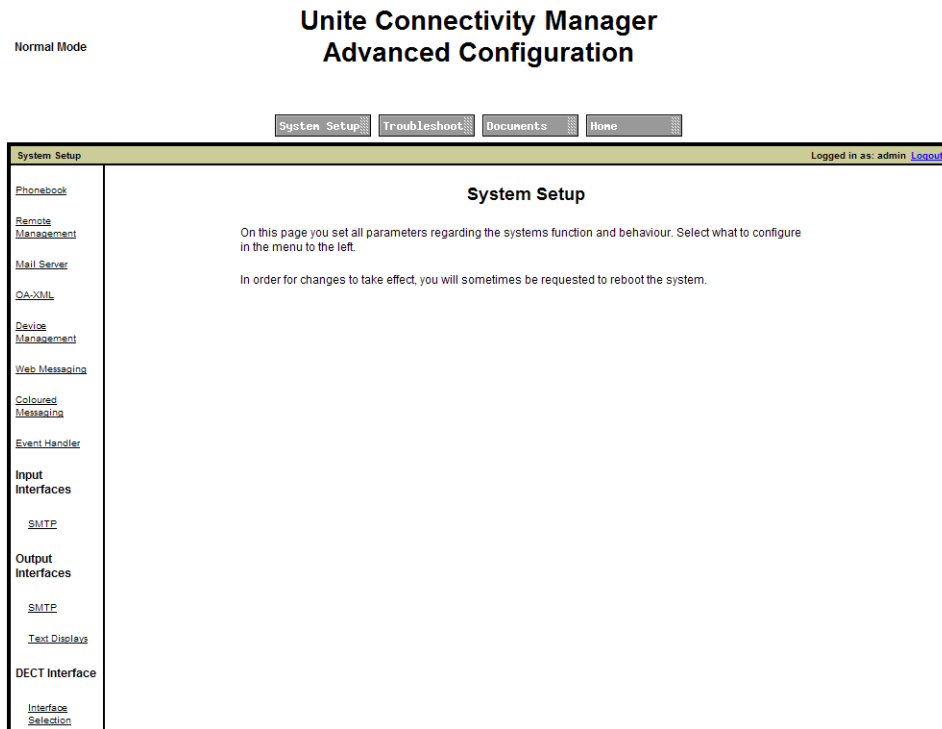 Unite Connectivity Manager
Advanced Configuration
Normal Mode
System Setup
Troubleshoot
Documents
Home
System Setup
Logged in as: admin Logout
Phonebook
Remote
Management
Mail Server
OA-XML
Device
Management
Web Messaging
Coloured
Messaging
Event Handler
Input
Interfaces
SMTP
Output
Interfaces
SMTP
Text Displays
DECT Interface
Interface
Selection
System Setup
On this page you set all parameters regarding the systems function and behaviour. Select what to configure
in the menu to the left.
In order for changes to take effect, you will sometimes be requested to reboot the system.